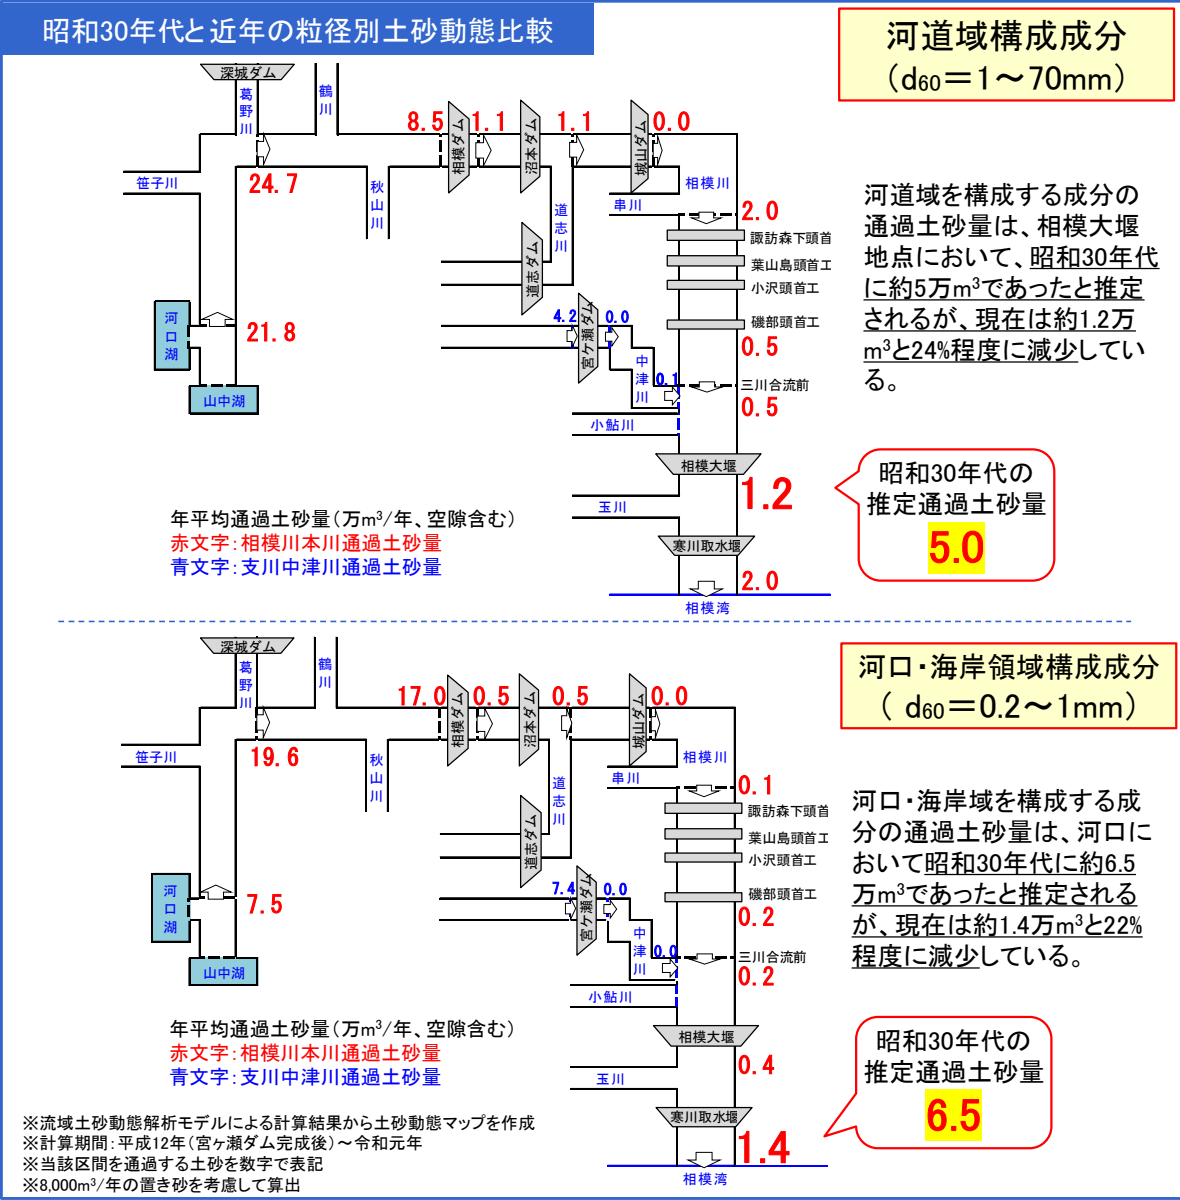 昭和30年代と近年の粒径別土砂動態比較
河道域構成成分
（d60＝1～70mm）
深城ダム
葛野川
鶴川
8.5
相模ダム
1.1
沼本ダム
1.1
城山ダム
0.0
笹子川
24.7
秋山川
道志川
相模川
串川
2.0
諏訪森下頭首
道志ダム
葉山島頭首工
小沢頭首工
河口湖
21.8
4.2
宮ケ瀬ダム
0.0
磯部頭首工
0.5
中津川
0.1
三川合流前
0.5
山中湖
小鮎川
相模大堰
1.2
玉川
寒川取水堰
2.0
相模湾
河道域を構成する成分の
通過土砂量は、相模大堰
地点において、昭和30年代
に約5万m³であったと推定
されるが、現在は約1.2万
m³と24%程度に減少してい
る。
昭和30年代の
推定通過土砂量
5.0
年平均通過土砂量（万m³/年、空隙含む）
赤文字：相模川本川通過土砂量
青文字：支川中津川通過土砂量
河口・海岸領域構成成分
（ d60＝0.2～1mm）
深城ダム
葛野川
鶴川
17.0
相模ダム
0.5
沼本ダム
0.5
城山ダム
0.0
笹子川
19.6
秋山川
道志川
相模川
串川
0.1
諏訪森下頭首
道志ダム
葉山島頭首工
小沢頭首工
河口湖
7.5
7.4
宮ケ瀬ダム
0.0
磯部頭首工
0.2
中津川
0.0
三川合流前
0.2
山中湖
小鮎川
相模大堰
0.4
玉川
寒川取水堰
1.4
相模湾
河口・海岸域を構成する成
分の通過土砂量は、河口に
おいて昭和30年代に約6.5
万m³であったと推定される
が、現在は約1.4万m³と22%
程度に減少している。
昭和30年代の
推定通過土砂量
6.5
年平均通過土砂量（万m³/年、空隙含む）
赤文字：相模川本川通過土砂量
青文字：支川中津川通過土砂量
※流域土砂動態解析モデルによる計算結果から土砂動態マップを作成
※計算期間：平成12年（宮ヶ瀬ダム完成後）～令和元年
※当該区間を通過する土砂を数字で表記
※8,000m³/年の置き砂を考慮して算出